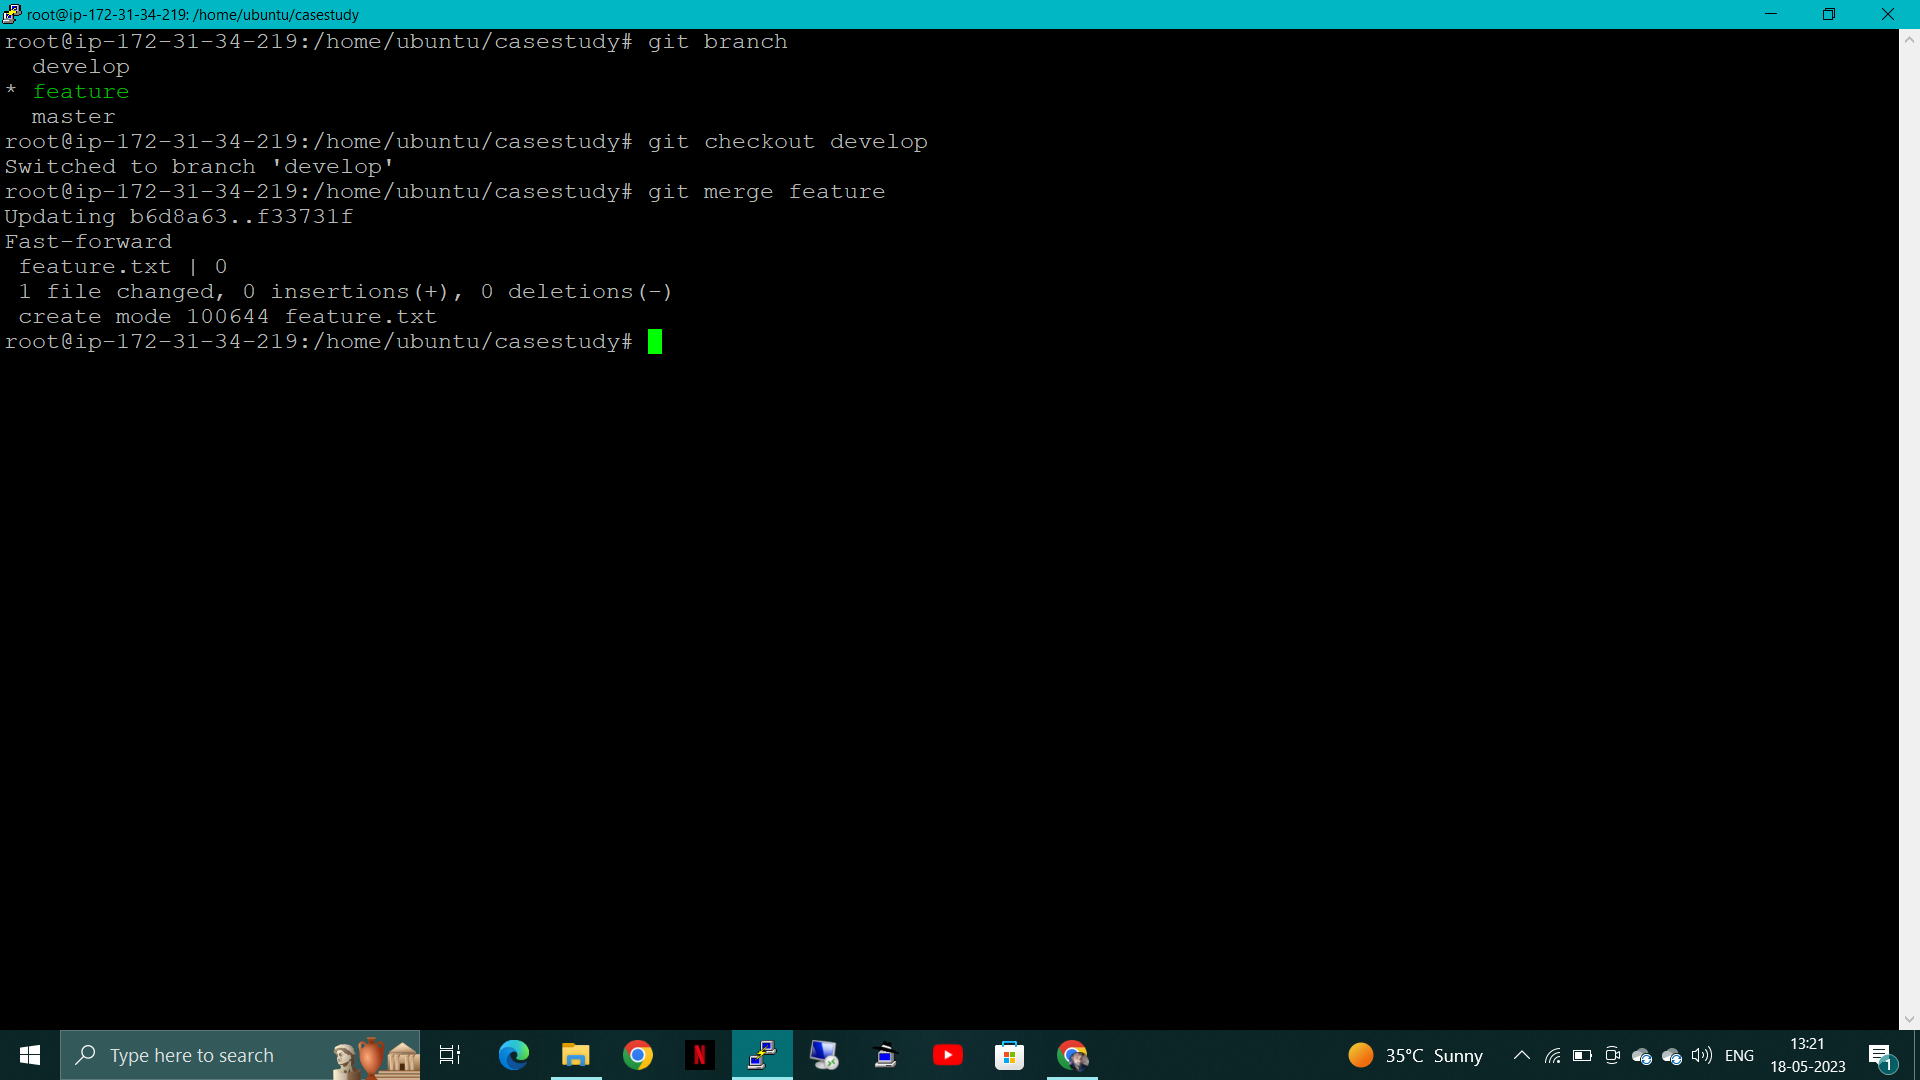 root@ip-172-31-34-219: /home/ubuntu/casestudy
root@ip-172-31-34-219:/home/ubuntu/casestudy# git branch
  develop
* feature
  master
root@ip-172-31-34-219:/home/ubuntu/casestudy# git checkout develop
Switched to branch 'develop'
root@ip-172-31-34-219:/home/ubuntu/casestudy# git merge feature
Updating b6d8a63..f33731f
Fast-forward
 feature.txt | 0
 1 file changed, 0 insertions(+), 0 deletions(-)
 create mode 100644 feature.txt
root@ip-172-31-34-219:/home/ubuntu/casestudy#
Type here to search
N
35°C Sunny
ENG
13:21
18-05-2023
1